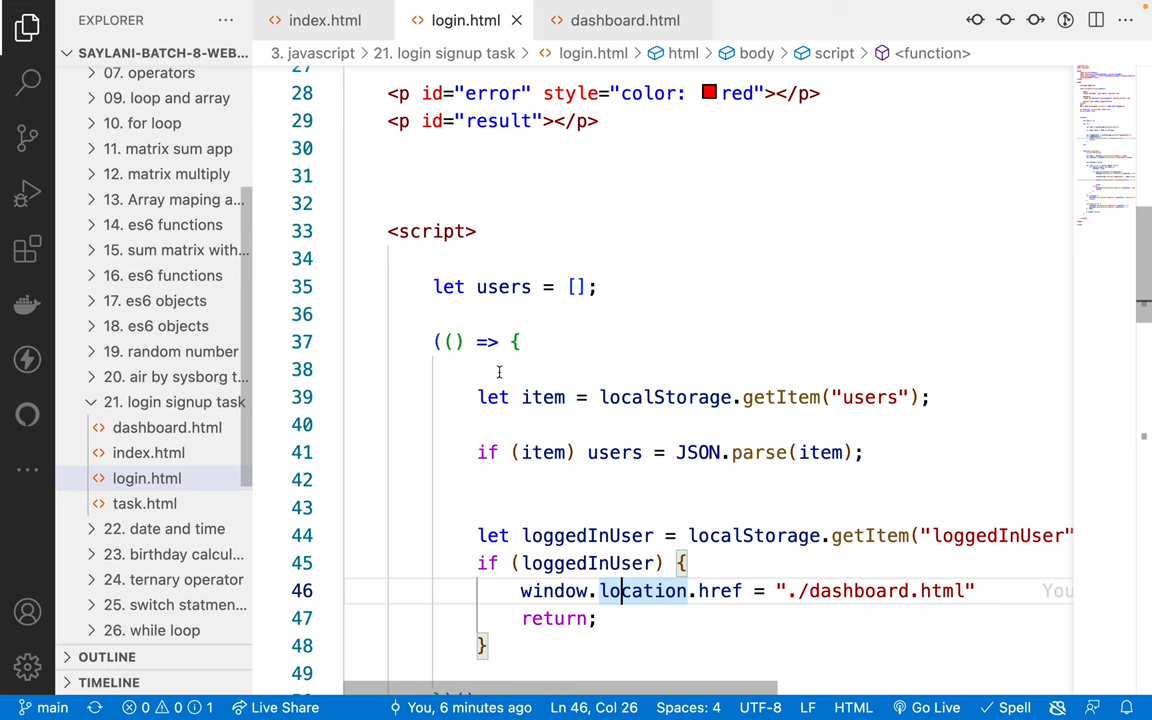 EXPLORER
index.html
login.html
dashboard.html
SAYLANI-BATCH-8-WEB...
3. javascript > 21. login signup task > login.html > html > body > script > <function>
07. operators
09. loop and array
10. for loop
11. matrix sum app
12. matrix multiply
13. Array maping a...
14. es6 functions
15. sum matrix with...
16. es6 functions
17. es6 objects
18. es6 objects
19. random number
20. air by sysborg t...
21. login signup task
dashboard.html
index.html
login.html
task.html
22. date and time
23. birthday calcul...
24. ternary operator
25. switch statmen...
26. while loop
OUTLINE
TIMELINE
27
28 <p id="error" style="color: red"></p>
29 <p id="result"></p>
30
31
32
33 <script>
34
35 let users = [];
36
37 (() => {
38
39 let item = localStorage.getItem("users");
40
41 if (item) users = JSON.parse(item);
42
43
44 let loggedInUser = localStorage.getItem("loggedInUser"
45 if (loggedInUser) {
46 window.location.href = "./dashboard.html" You
47 return;
48 }
49
main
0 0 1
Live Share
You, 6 minutes ago
Ln 46, Col 26
Spaces: 4
UTF-8
LF
HTML
Go Live
Spell